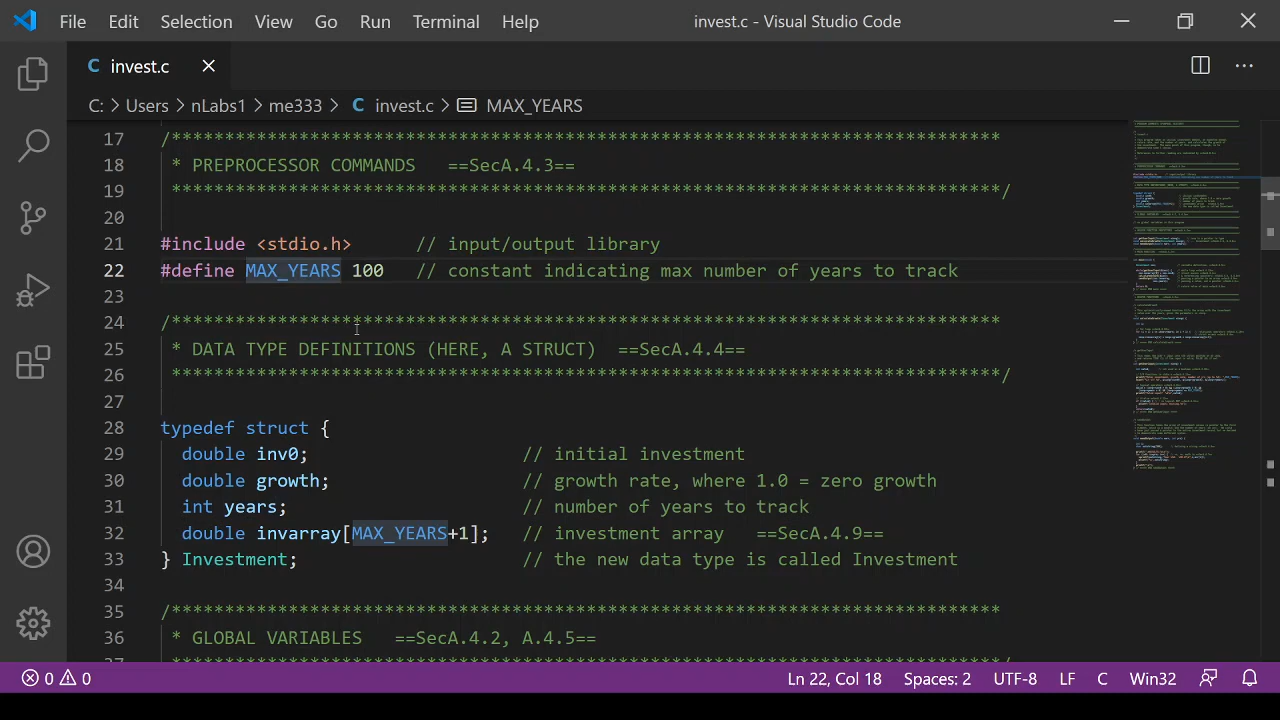 File Edit Selection View Go Run Terminal Help invest.c - Visual Studio Code
C invest.c
C: > Users > nLabs1 > me333 > C invest.c > MAX_YEARS
17 /******************************************************************************
18 * PREPROCESSOR COMMANDS ==SecA.4.3==
19 ******************************************************************************/
20
21 #include <stdio.h> // input/output library
22 #define MAX_YEARS 100 // constant indicating max number of years to track
23
24 /******************************************************************************
25 * DATA TYPE DEFINITIONS (HERE, A STRUCT) ==SecA.4.4==
26 ******************************************************************************/
27
28 typedef struct {
29 double inv0; // initial investment
30 double growth; // growth rate, where 1.0 = zero growth
31 int years; // number of years to track
32 double invarray[MAX_YEARS+1]; // investment array ==SecA.4.9==
33 } Investment; // the new data type is called Investment
34
35 /******************************************************************************
36 * GLOBAL VARIABLES ==SecA.4.2, A.4.5==
37 ******************************************************************************/
0 0 Ln 22, Col 18 Spaces: 2 UTF-8 LF C Win32